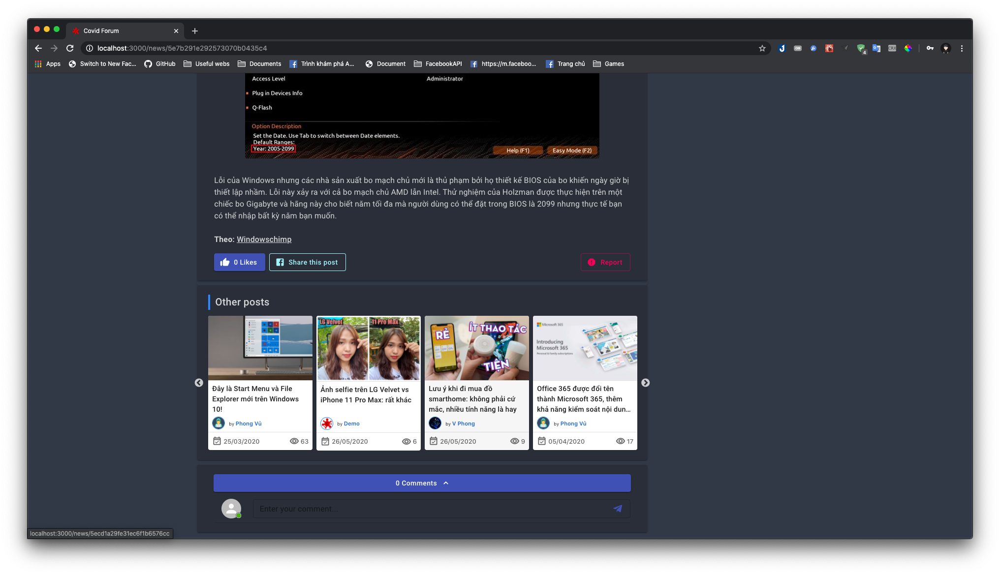 Covid Forum
localhost:3000/news/5e7b291e292573070b0435c4
4
CRX
Apps
Switch to New Fac...
GitHub
Useful webs
Documents
Trình khám phá A...
Document
FacebookAPI
https://m.faceboo...
Trang chủ
Games
Access Level
Administrator
Plug in Devices Info
Q-Flash
Option Description
Set the Date. Use Tab to switch between Date elements.
Default Ranges:
Year: 2005-2099
Help (F1)
Easy Mode (F2)
Lỗi của Windows nhưng các nhà sản xuất bo mạch chủ mới là thủ phạm bởi họ thiết kế BIOS của bo khiến ngày giờ bị
thiết lập nhầm. Lỗi này xảy ra với cả bo mạch chủ AMD lẫn Intel. Thử nghiệm của Holzman được thực hiện trên một
chiếc bo Gigabyte và hãng này cho biết năm tối đa mà người dùng có thể đặt trong BIOS là 2099 nhưng thực tế bạn
có thể nhập bất kỳ năm bạn muốn.
Theo: Windowschimp
0 Likes
Share this post
Report
Other posts
LG Velvet
11 Pro Max
RẺ
ÍT THAO TÁC
TIỆN
Microsoft 365
Introducing
Microsoft 365
Personal & Family subscriptions
Đây là Start Menu và File
Explorer mới trên Windows
10!
by Phong Vủ
25/03/2020
63
Ảnh selfie trên LG Velvet vs
iPhone 11 Pro Max: rất khác
by Demo
26/05/2020
6
Lưu ý khi đi mua đồ
smarthome: không phải cứ
mắc, nhiều tính năng là hay
by V Phong
26/05/2020
9
Office 365 được đổi tên
thành Microsoft 365, thêm
khả năng kiểm soát nội dun...
by Phong Vủ
05/04/2020
17
0 Comments
Enter your comment...
localhost:3000/news/5ecd1a29fe31ec6f1b6576cc